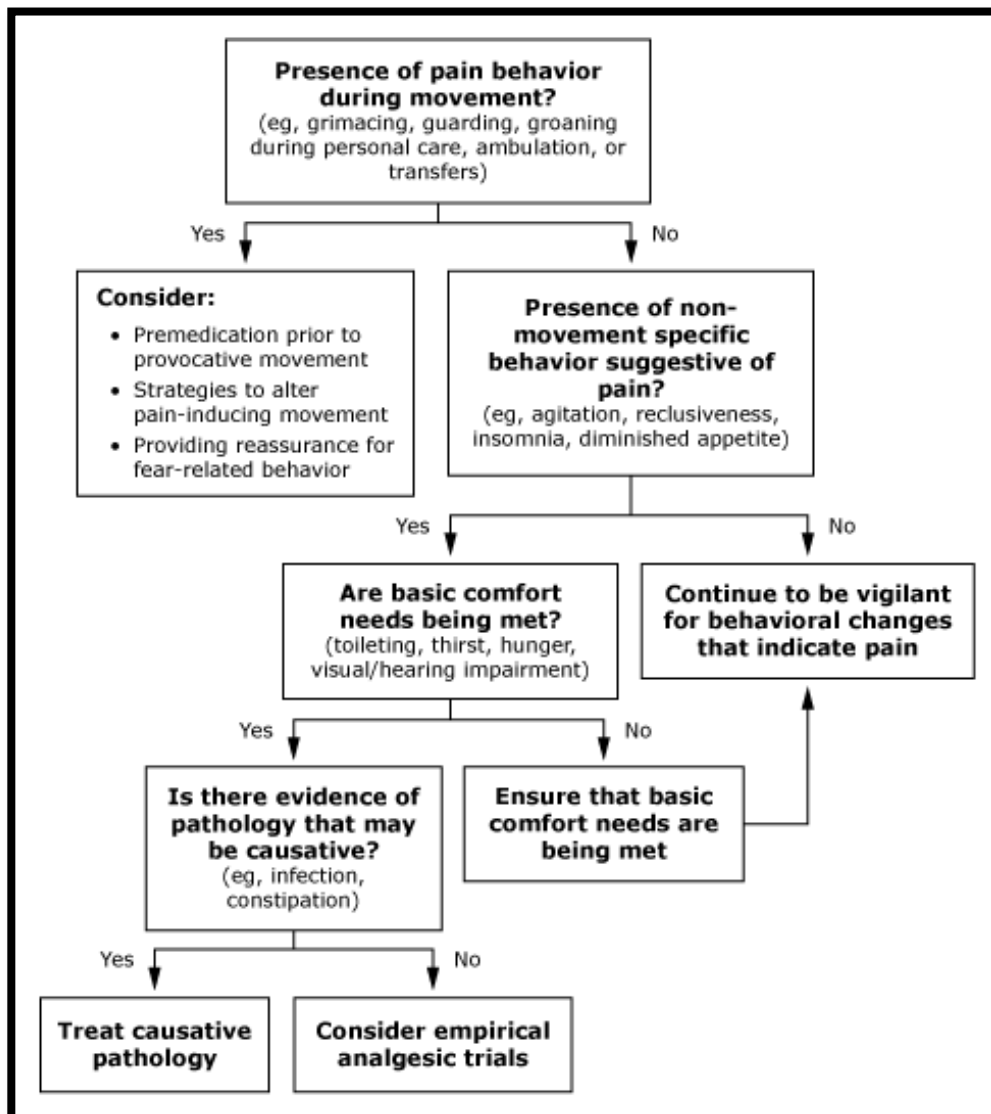 Presence of pain behavior
during movement?
(eg, grimacing, guarding, groaning
during personal care, ambulation, or
transfers)
Yes
No
Consider:
• Premedication prior to
provocative movement
• Strategies to alter
pain-inducing movement
• Providing reassurance for
fear-related behavior
Presence of non-
movement specific
behavior suggestive of
pain?
(eg, agitation, reclusiveness,
insomnia, diminished appetite)
Yes
No
Are basic comfort
needs being met?
(toileting, thirst, hunger,
visual/hearing impairment)
Continue to be vigilant
for behavioral changes
that indicate pain
Yes
No
Is there evidence of
pathology that may
be causative?
(eg, infection,
constipation)
Ensure that basic
comfort needs are
being met
Yes
No
Treat causative
pathology
Consider empirical
analgesic trials